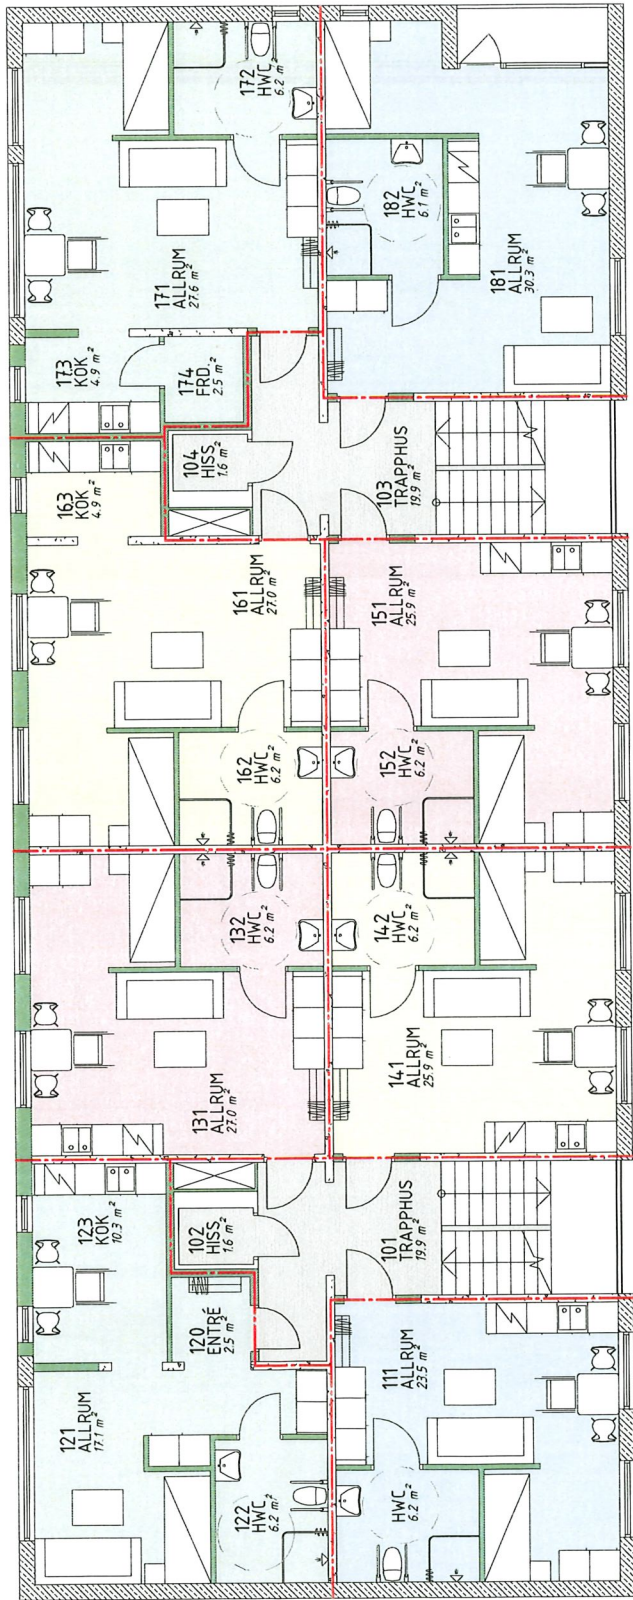 172
HWC
6.2 m²
182
HWC
6.1 m²
171
ALLRUM
27.6 m²
181
ALLRUM
30.3 m²
173
KÖK
4.9 m²
174
FRD.
2.5 m²
104
HISS
1.6 m²
103
TRAPPHUS
19.9 m²
163
KÖK
4.9 m²
161
ALLRUM
27.0 m²
151
ALLRUM
25.9 m²
162
HWC
6.2 m²
152
HWC
6.2 m²
132
HWC
6.2 m²
142
HWC
6.2 m²
131
ALLRUM
27.0 m²
141
ALLRUM
25.9 m²
123
KÖK
10.3 m²
102
HISS
1.6 m²
101
TRAPPHUS
19.9 m²
120
ENTRÉ
2.5 m²
121
ALLRUM
17.1 m²
111
ALLRUM
23.5 m²
122
HWC
6.2 m²
HWC
6.2 m²